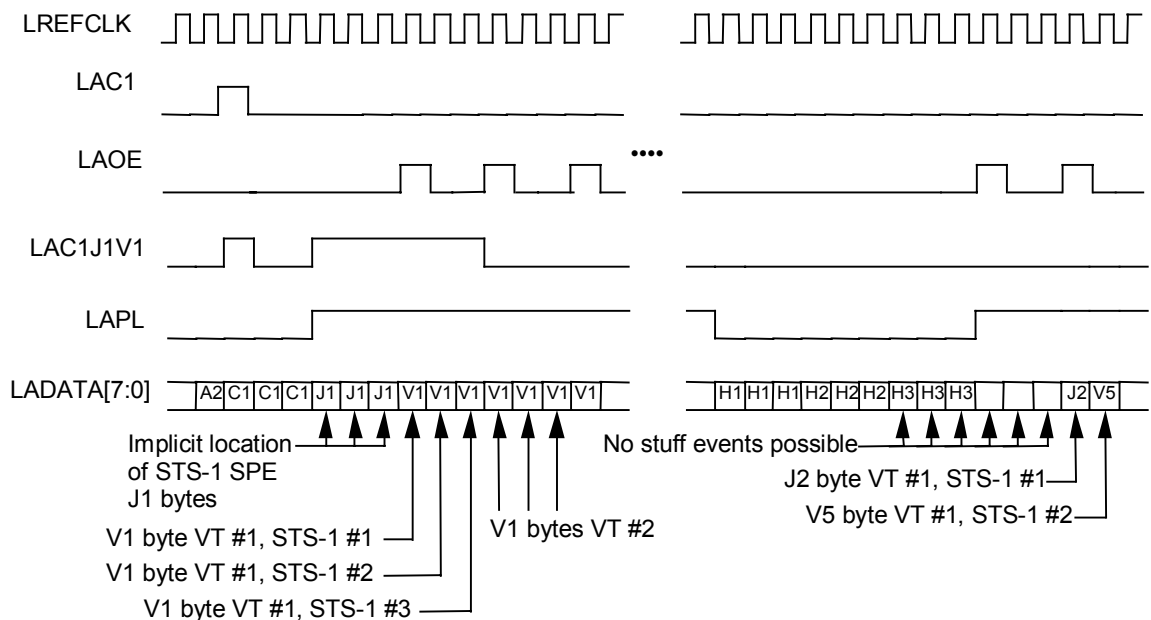 LREFCLK
LAC1
LAOE
••••
LAC1J1V1
LAPL
LADATA[7:0]
A2 C1 C1 C1 J1 J1 J1 V1 V1 V1 V1 V1 V1 V1
H1 H1 H1 H2 H2 H2 H3 H3 H3 J2 V5
Implicit location
of STS-1 SPE
J1 bytes
V1 byte VT #1, STS-1 #1
V1 byte VT #1, STS-1 #2
V1 byte VT #1, STS-1 #3
V1 bytes VT #2
No stuff events possible
J2 byte VT #1, STS-1 #1
V5 byte VT #1, STS-1 #2